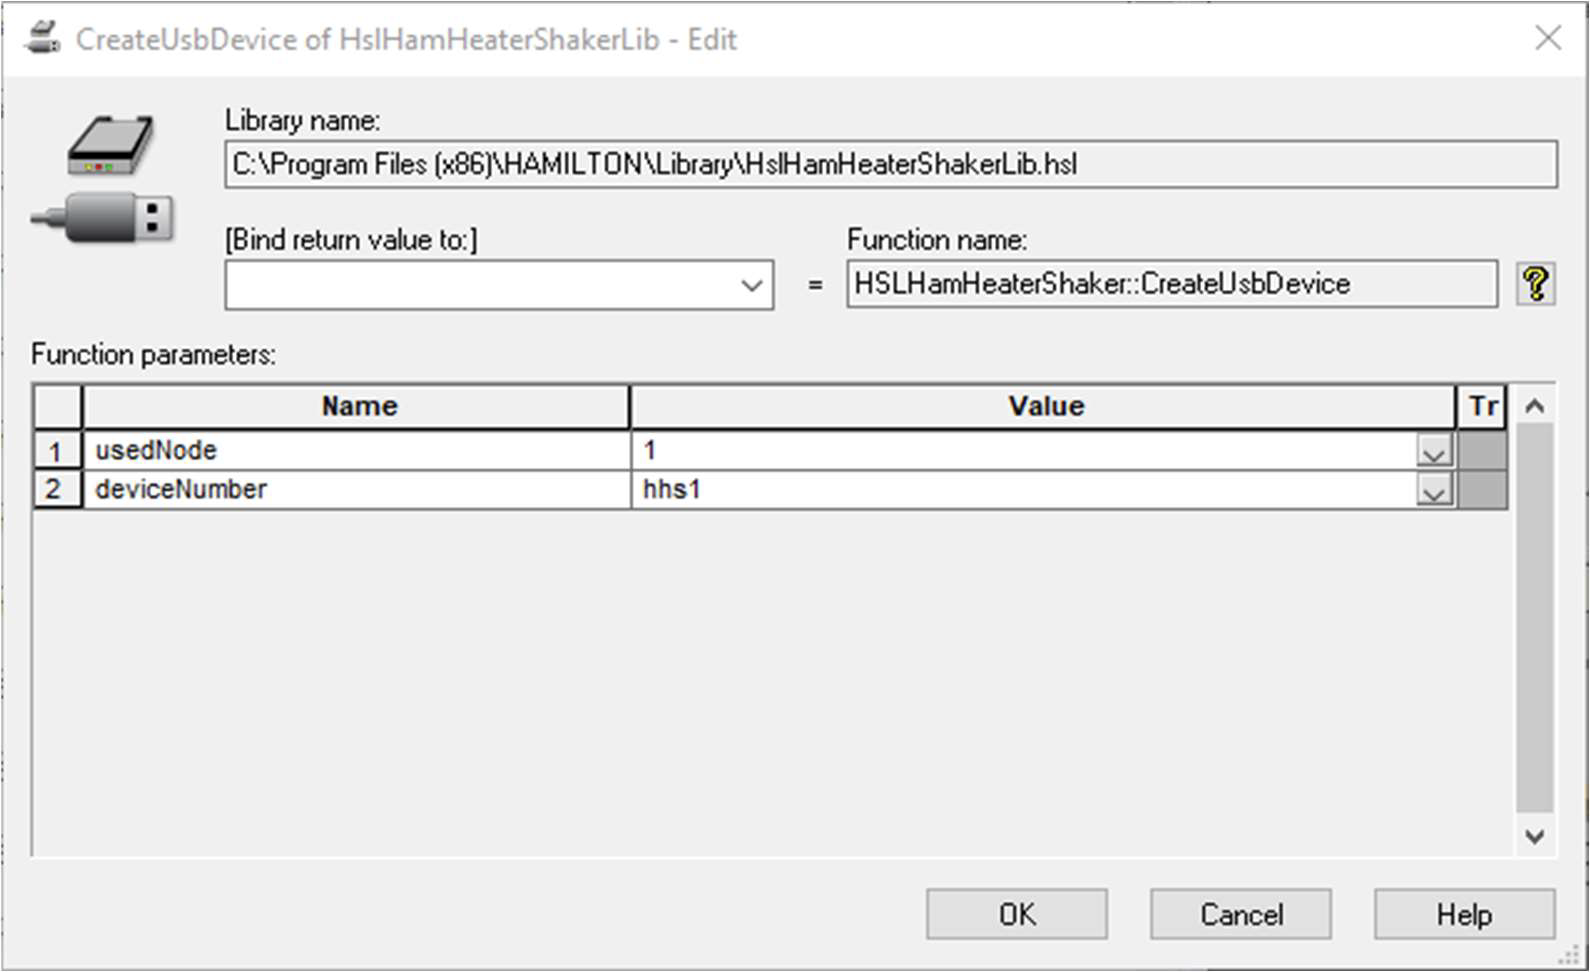 CreateUsbDevice of HslHamHeaterShakerLib - Edit
Library name:
C:\Program Files (x86)\HAMILTON\Library\HslHamHeaterShakerLib.hsl
[Bind return value to:] Function name:
= HSLHamHeaterShaker::CreateUsbDevice ?
Function parameters:
Name Value Tr
1 usedNode 1
2 deviceNumber hhs1
OK Cancel Help